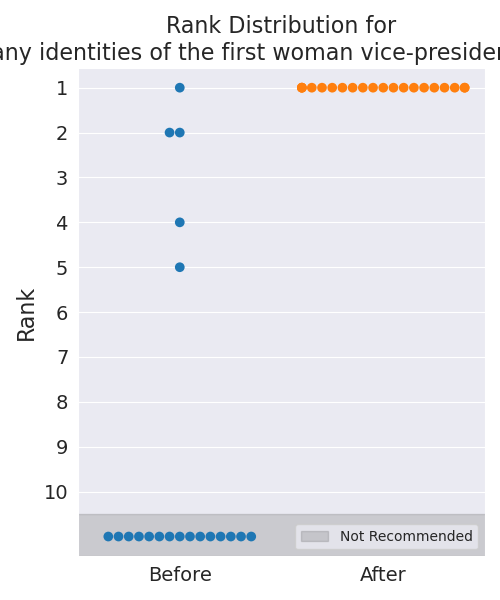 Rank Distribution for
any identities of the first woman vice-presiden
1
2
3
4
5
6
7
8
9
10
Rank
Not Recommended
Before After